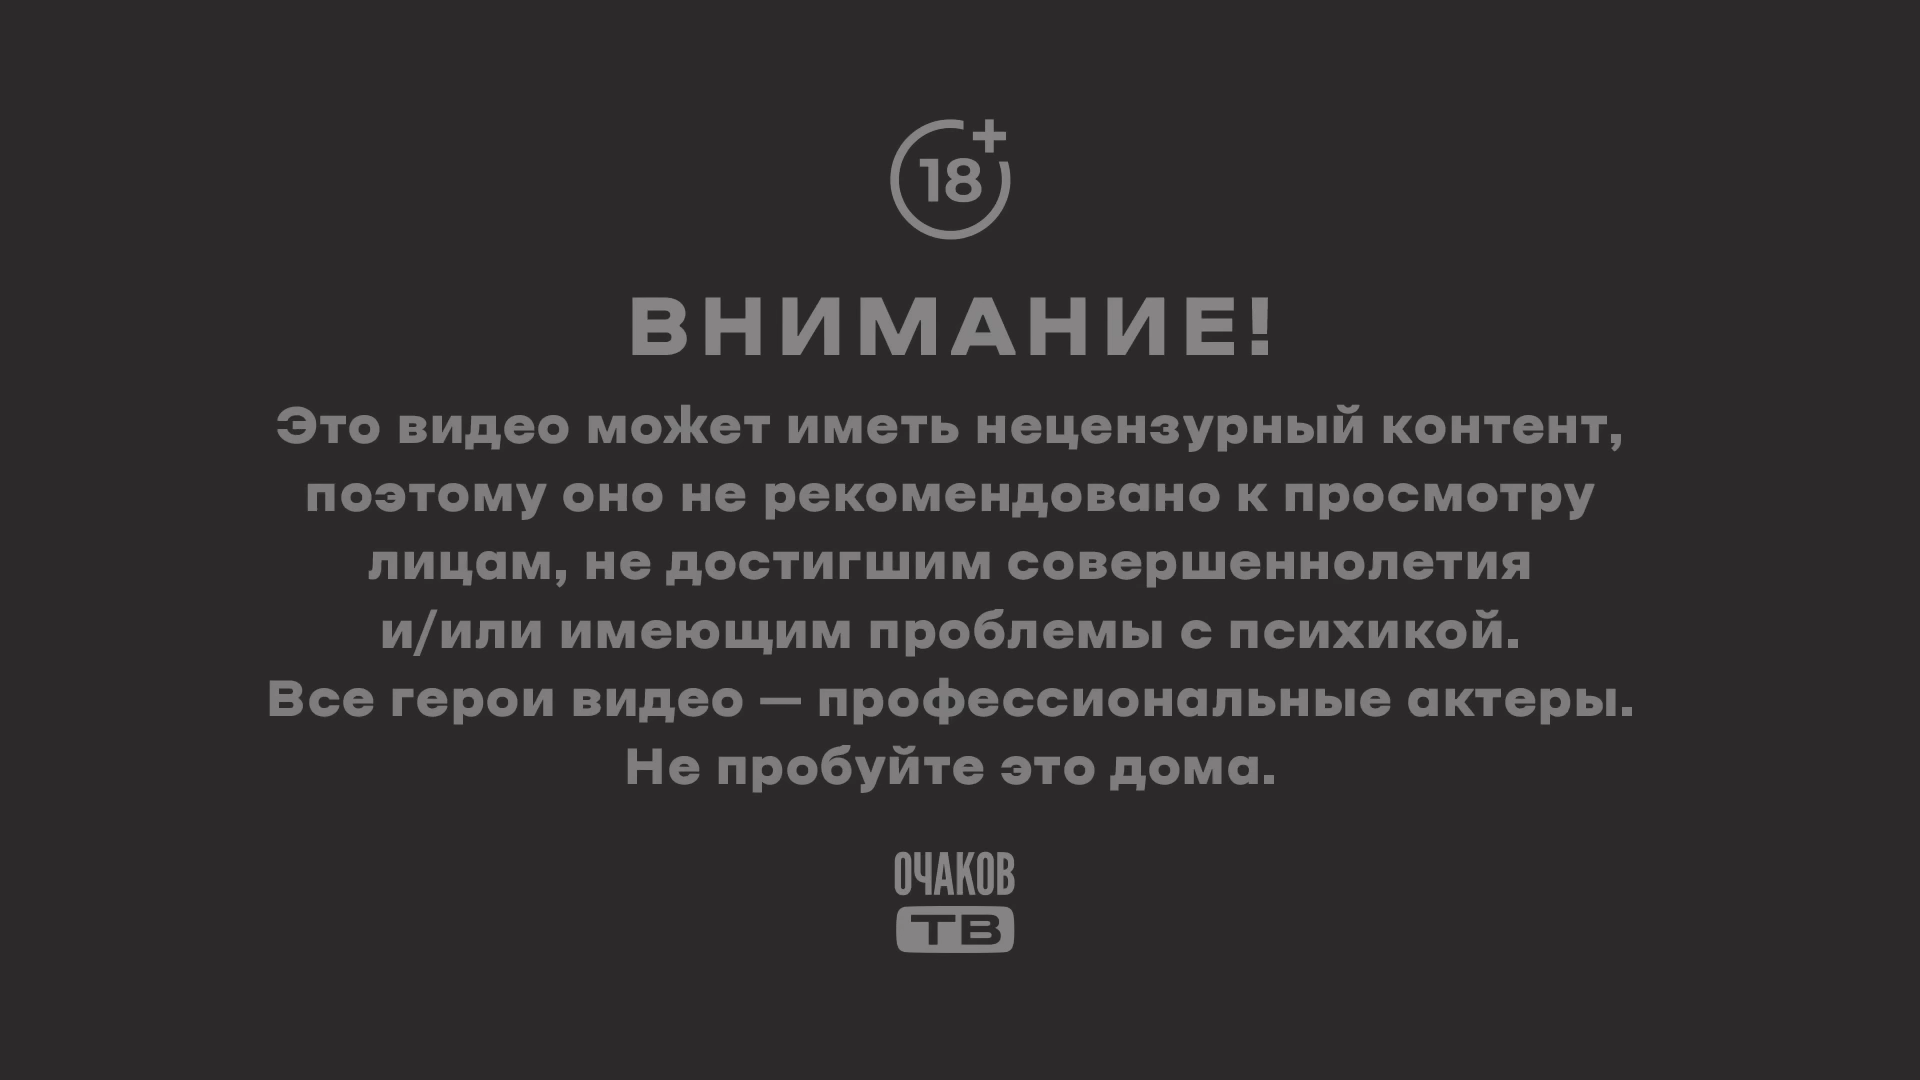 18+
ВНИМАНИЕ!
Это видео может иметь нецензурный контент,
поэтому оно не рекомендовано к просмотру
лицам, не достигшим совершеннолетия
и/или имеющим проблемы с психикой.
Все герои видео — профессиональные актеры.
Не пробуйте это дома.
ОЧАКОВ
ТВ